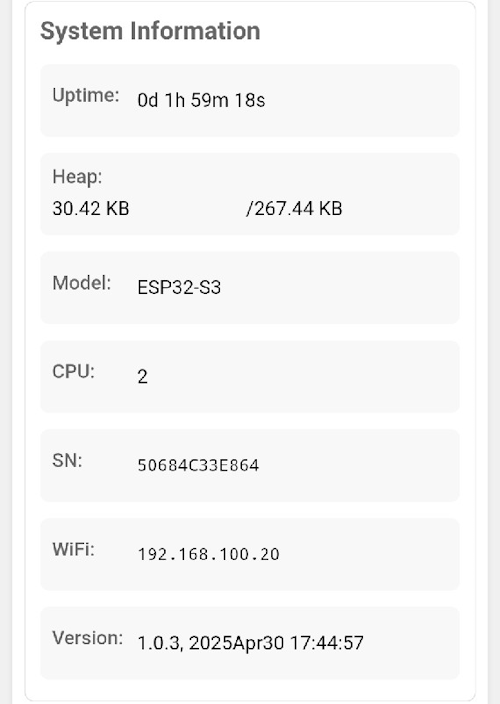 System Information
Uptime: 0d 1h 59m 18s
Heap:
30.42 KB /267.44 KB
Model: ESP32-S3
CPU: 2
SN: 50684C33E864
WiFi: 192.168.100.20
Version: 1.0.3, 2025Apr30 17:44:57